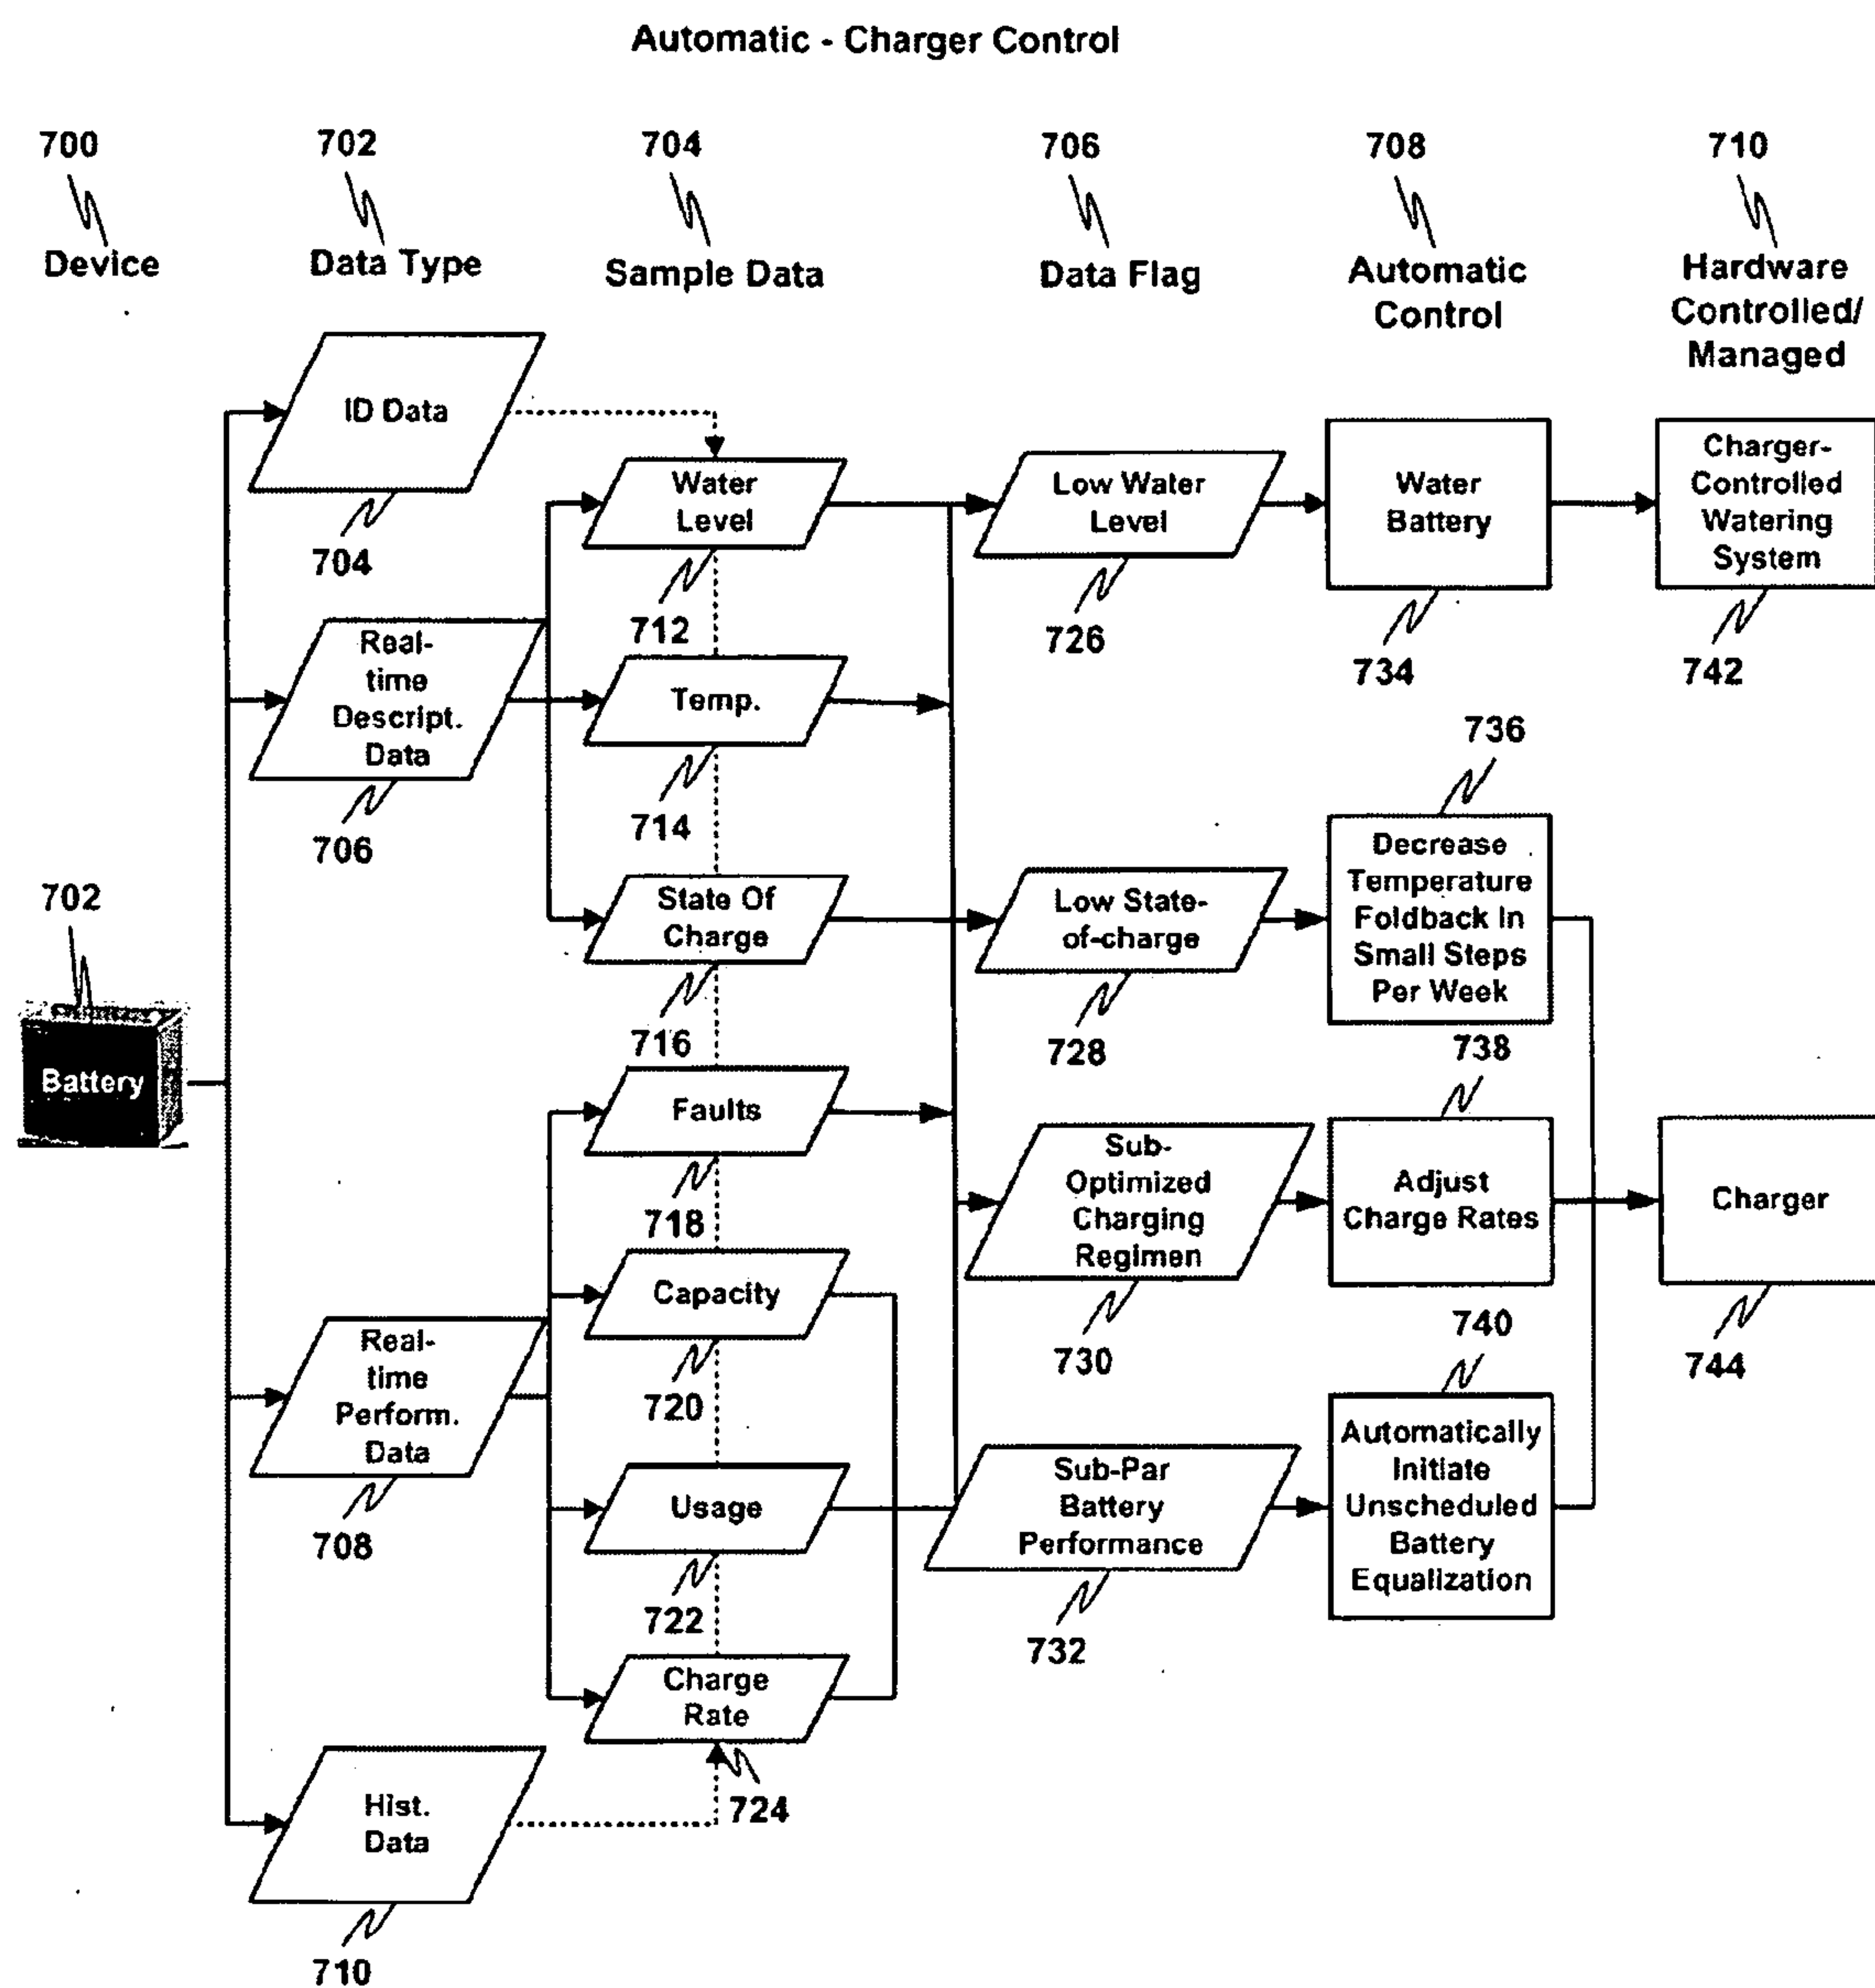 Automatic - Charger Control
700
702
704
706
708
710
Device
Data Type
Sample Data
Data Flag
Automatic
Control
Hardware
Controlled/
Managed
ID Data
704
Real-
time
Descript.
Data
706
702
Battery
Real-
time
Perform.
Data
708
Hist.
Data
710
Water
Level
712
Temp.
714
State Of
Charge
716
Faults
718
Capacity
720
Usage
722
Charge
Rate
724
Low Water
Level
726
Low State-
of-charge
728
Sub-
Optimized
Charging
Regimen
730
Sub-Par
Battery
Performance
732
Water
Battery
734
736
Decrease
Temperature
Foldback In
Small Steps
Per Week
738
Adjust
Charge Rates
740
Automatically
Initiate
Unscheduled
Battery
Equalization
Charger-
Controlled
Watering
System
742
Charger
744